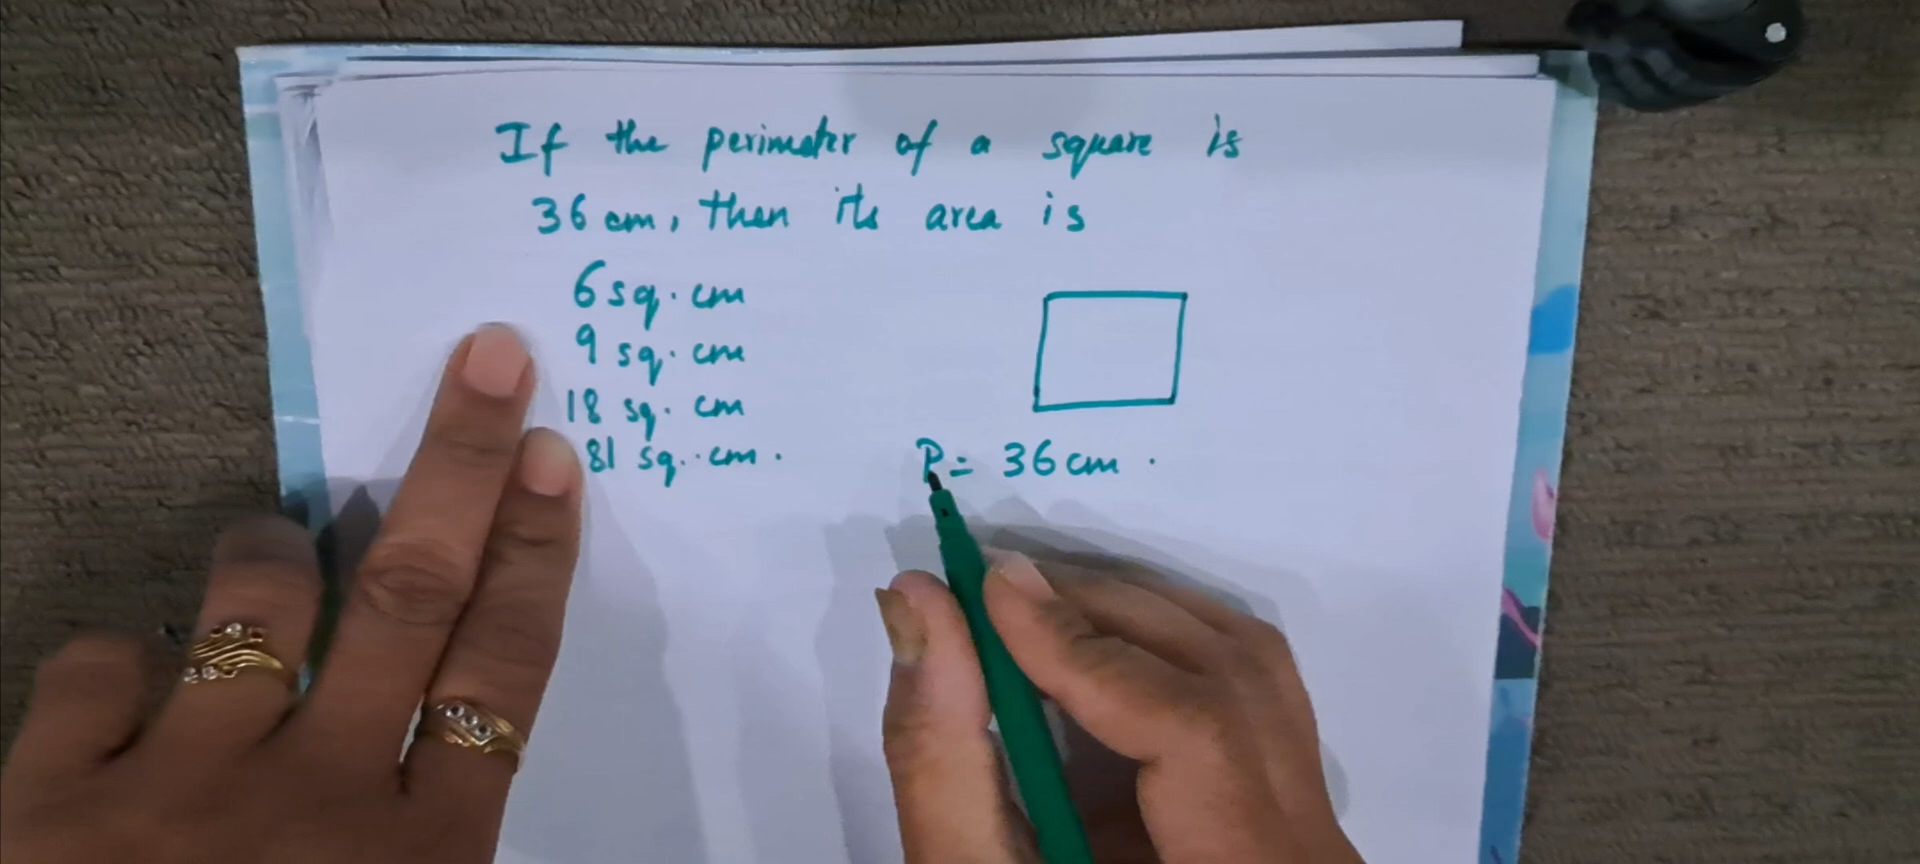 If the perimeter of a square is
36 cm, then its area is
6 sq. cm
9 sq. cm
18 sq. cm
81 sq. cm.
P = 36 cm.